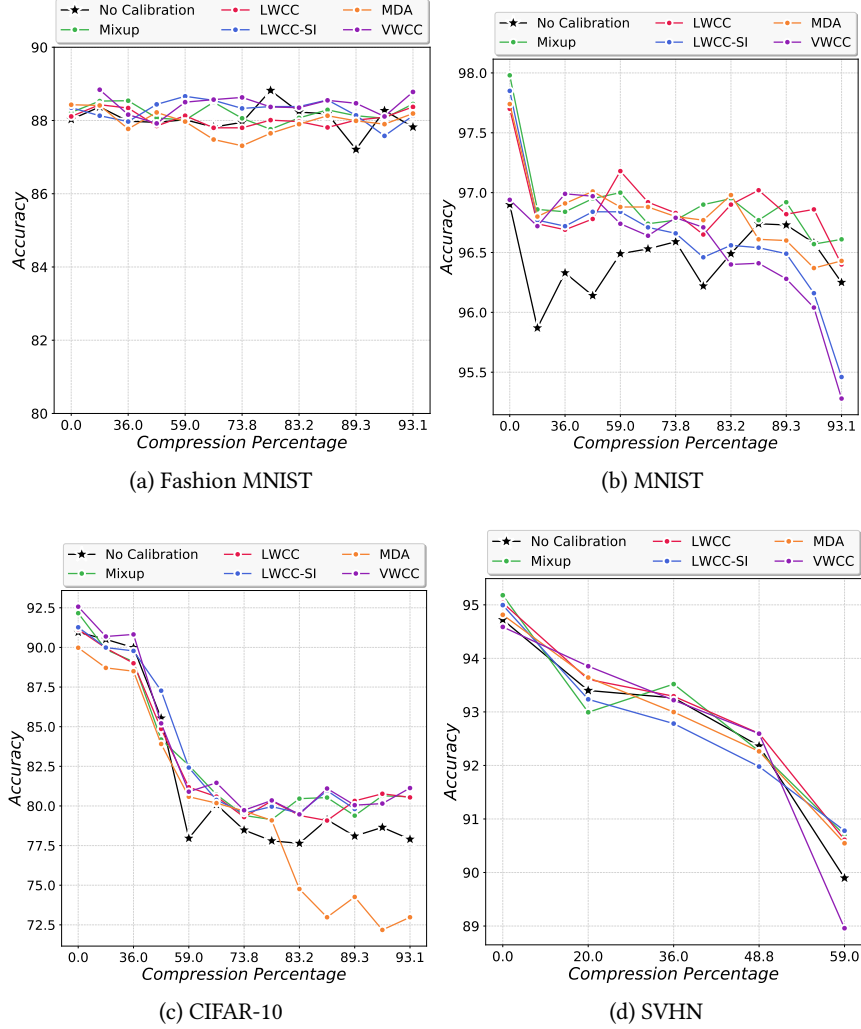 No Calibration LWCC MDA
Mixup LWCC-SI VWCC
90
88
86
84
82
80
Accuracy
0.0 36.0 59.0 73.8 83.2 89.3 93.1
Compression Percentage
(a) Fashion MNIST
No Calibration LWCC MDA
Mixup LWCC-SI VWCC
98.0
97.5
97.0
96.5
96.0
95.5
Accuracy
0.0 36.0 59.0 73.8 83.2 89.3 93.1
Compression Percentage
(b) MNIST
No Calibration LWCC MDA
Mixup LWCC-SI VWCC
92.5
90.0
87.5
85.0
82.5
80.0
77.5
75.0
72.5
Accuracy
0.0 36.0 59.0 73.8 83.2 89.3 93.1
Compression Percentage
(c) CIFAR-10
No Calibration LWCC MDA
Mixup LWCC-SI VWCC
95
94
93
92
91
90
89
Accuracy
0.0 20.0 36.0 48.8 59.0
Compression Percentage
(d) SVHN